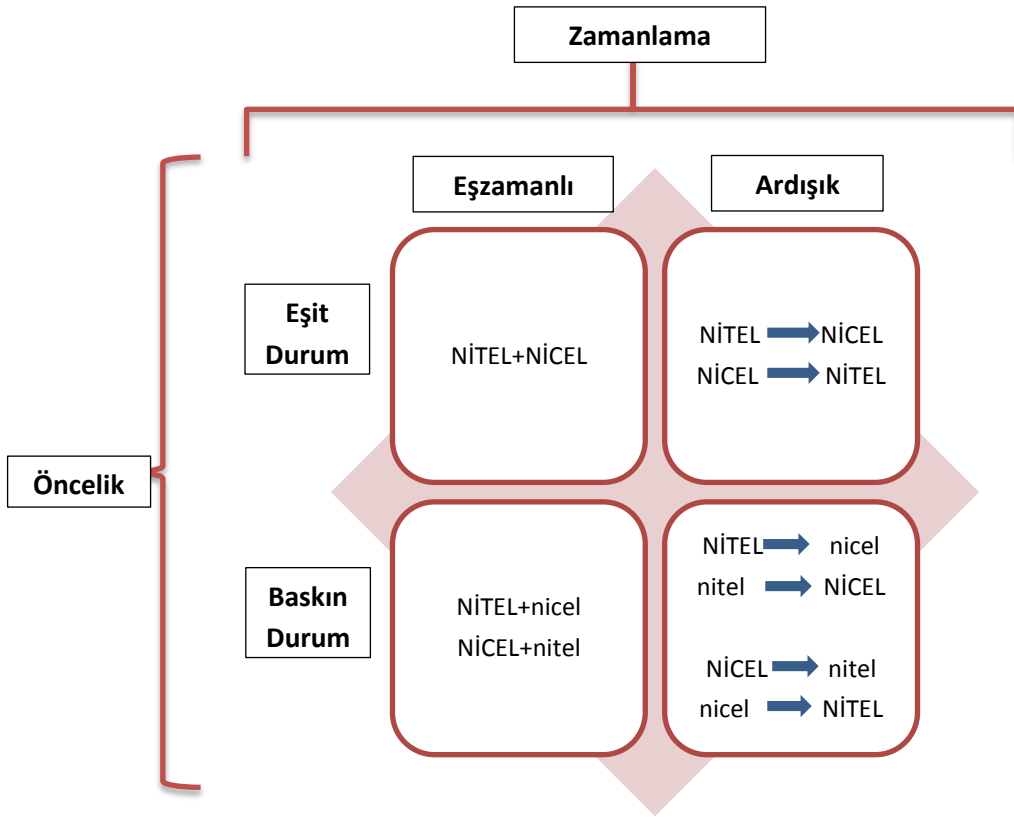 Zamanlama
Eşzamanlı
Ardışık
Eşit
Durum
NİTEL+NİCEL
NİTEL NİCEL
NİCEL NİTEL
Öncelik
Baskın
Durum
NİTEL+nicel
NİCEL+nitel
NİTEL nicel
nitel NİCEL
NİCEL nitel
nicel NİTEL